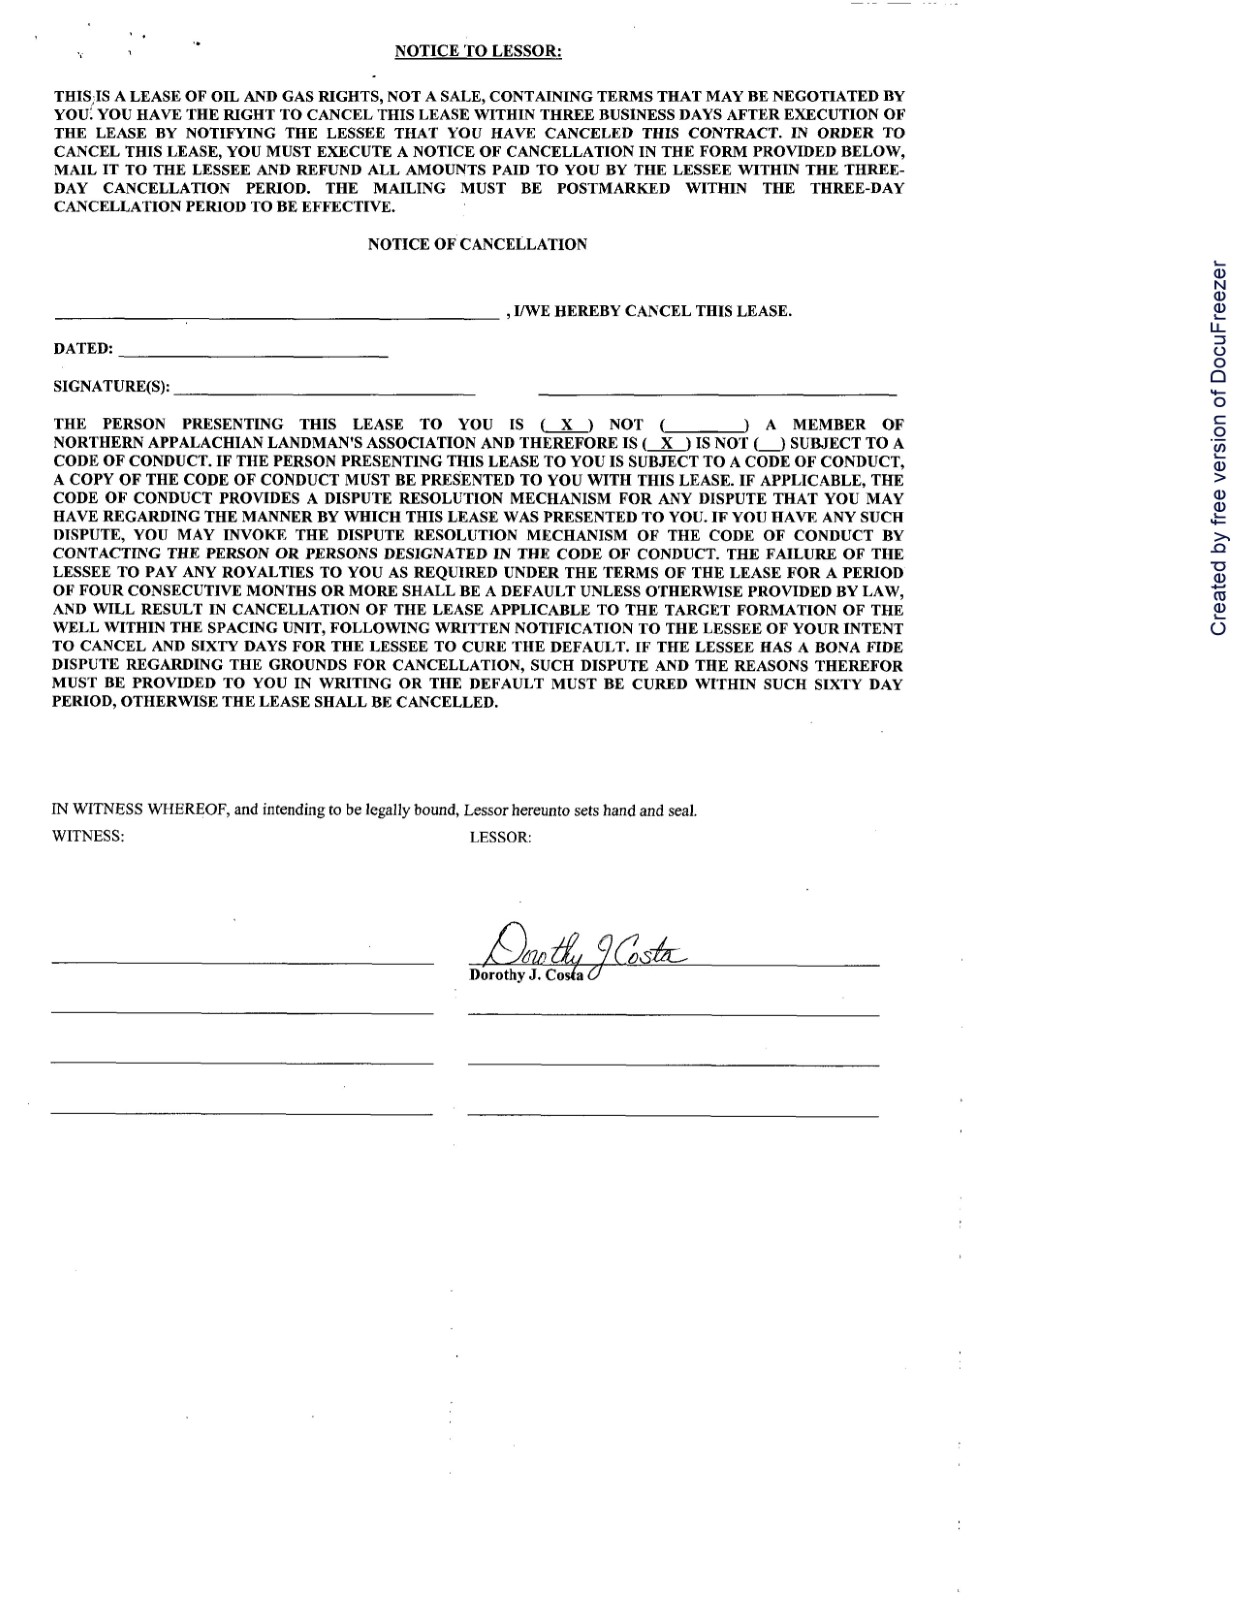 NOTICE TO LESSOR:
THIS IS A LEASE OF OIL AND GAS RIGHTS, NOT A SALE, CONTAINING TERMS THAT MAY BE NEGOTIATED BY
YOU. YOU HAVE THE RIGHT TO CANCEL THIS LEASE WITHIN THREE BUSINESS DAYS AFTER EXECUTION OF
THE LEASE BY NOTIFYING THE LESSEE THAT YOU HAVE CANCELED THIS CONTRACT. IN ORDER TO
CANCEL THIS LEASE, YOU MUST EXECUTE A NOTICE OF CANCELLATION IN THE FORM PROVIDED BELOW,
MAIL IT TO THE LESSEE AND REFUND ALL AMOUNTS PAID TO YOU BY THE LESSEE WITHIN THE THREE-
DAY CANCELLATION PERIOD. THE MAILING MUST BE POSTMARKED WITHIN THE THREE-DAY
CANCELLATION PERIOD TO BE EFFECTIVE.
NOTICE OF CANCELLATION
____________________ , I/WE HEREBY CANCEL THIS LEASE.
DATED: ____________________
SIGNATURE(S): ____________________ ____________________
THE PERSON PRESENTING THIS LEASE TO YOU IS ( X ) NOT (________) A MEMBER OF
NORTHERN APPALACHIAN LANDMAN'S ASSOCIATION AND THEREFORE IS ( X ) IS NOT (__) SUBJECT TO A
CODE OF CONDUCT. IF THE PERSON PRESENTING THIS LEASE TO YOU IS SUBJECT TO A CODE OF CONDUCT,
A COPY OF THE CODE OF CONDUCT MUST BE PRESENTED TO YOU WITH THIS LEASE. IF APPLICABLE, THE
CODE OF CONDUCT PROVIDES A DISPUTE RESOLUTION MECHANISM FOR ANY DISPUTE THAT YOU MAY
HAVE REGARDING THE MANNER BY WHICH THIS LEASE WAS PRESENTED TO YOU. IF YOU HAVE ANY SUCH
DISPUTE, YOU MAY INVOKE THE DISPUTE RESOLUTION MECHANISM OF THE CODE OF CONDUCT BY
CONTACTING THE PERSON OR PERSONS DESIGNATED IN THE CODE OF CONDUCT. THE FAILURE OF THE
LESSEE TO PAY ANY ROYALTIES TO YOU AS REQUIRED UNDER THE TERMS OF THE LEASE FOR A PERIOD
OF FOUR CONSECUTIVE MONTHS OR MORE SHALL BE A DEFAULT UNLESS OTHERWISE PROVIDED BY LAW,
AND WILL RESULT IN CANCELLATION OF THE LEASE APPLICABLE TO THE TARGET FORMATION OF THE
WELL WITHIN THE SPACING UNIT, FOLLOWING WRITTEN NOTIFICATION TO THE LESSEE OF YOUR INTENT
TO CANCEL AND SIXTY DAYS FOR THE LESSEE TO CURE THE DEFAULT. IF THE LESSEE HAS A BONA FIDE
DISPUTE REGARDING THE GROUNDS FOR CANCELLATION, SUCH DISPUTE AND THE REASONS THEREFOR
MUST BE PROVIDED TO YOU IN WRITING OR THE DEFAULT MUST BE CURED WITHIN SUCH SIXTY DAY
PERIOD, OTHERWISE THE LEASE SHALL BE CANCELLED.
IN WITNESS WHEREOF, and intending to be legally bound, Lessor hereunto sets hand and seal.
WITNESS: LESSOR:
Dorothy J Costa
Dorothy J. Costa
Created by free version of DocuFreezer